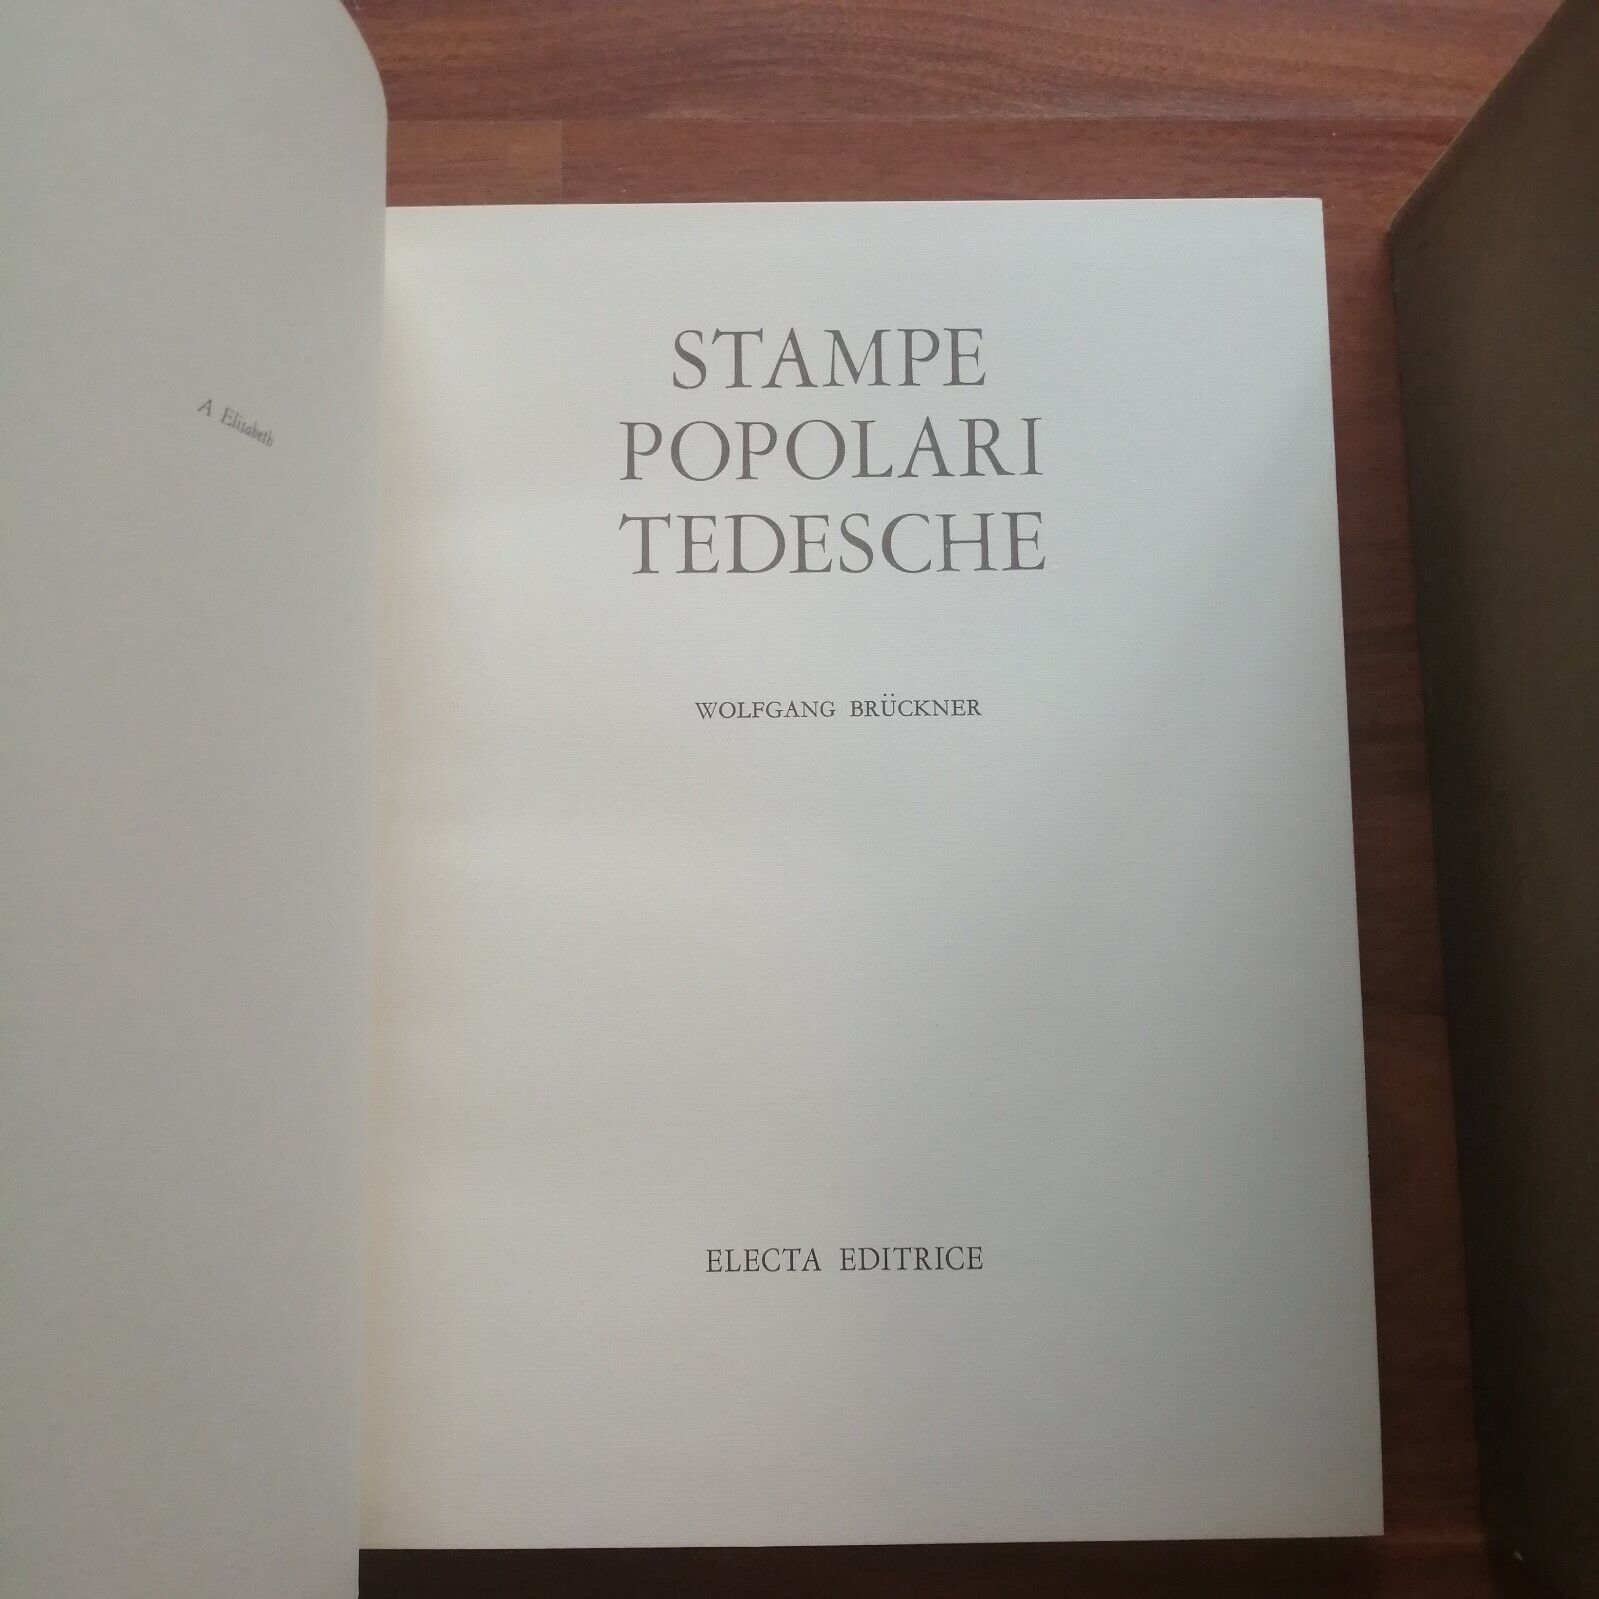 A Elisabeth
STAMPE
POPOLARI
TEDESCHE
WOLFGANG BRÜCKNER
ELECTA EDITRICE